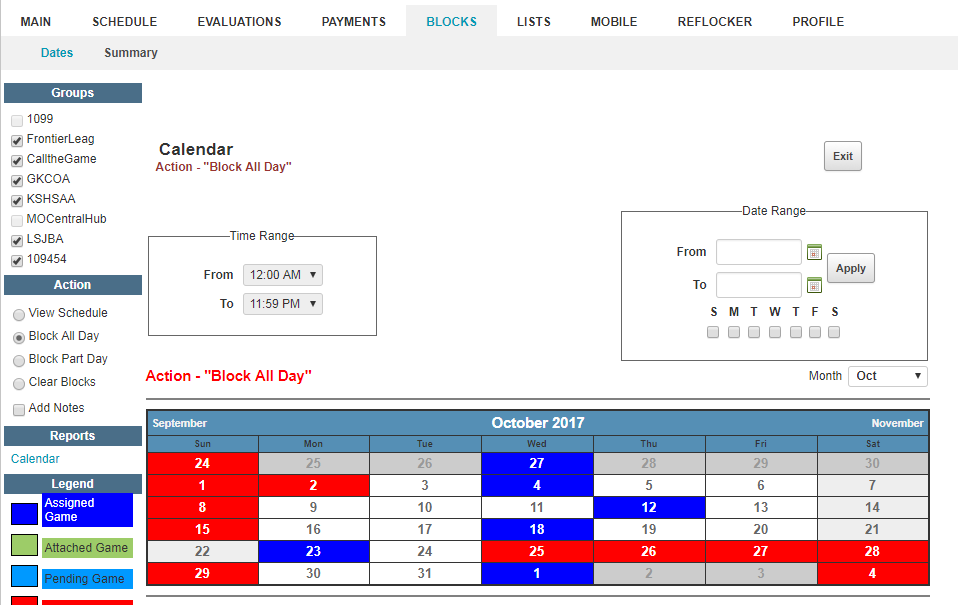 MAIN SCHEDULE EVALUATIONS PAYMENTS BLOCKS LISTS MOBILE REFLOCKER PROFILE
Dates Summary
Groups
1099
FrontierLeag
CalltheGame
GKCOA
KSHSAA
MOCentralHub
LSJBA
109454
Action
View Schedule
Block All Day
Block Part Day
Clear Blocks
Add Notes
Reports
Calendar
Legend
Assigned
Game
Attached Game
Pending Game
Calendar
Action - "Block All Day"
Exit
Time Range
From 12:00 AM
To 11:59 PM
Date Range
From
To
Apply
S M T W T F S
Action - "Block All Day"
Month Oct
September October 2017 November
Sun Mon Tue Wed Thu Fri Sat
24 25 26 27 28 29 30
1 2 3 4 5 6 7
8 9 10 11 12 13 14
15 16 17 18 19 20 21
22 23 24 25 26 27 28
29 30 31 1 2 3 4